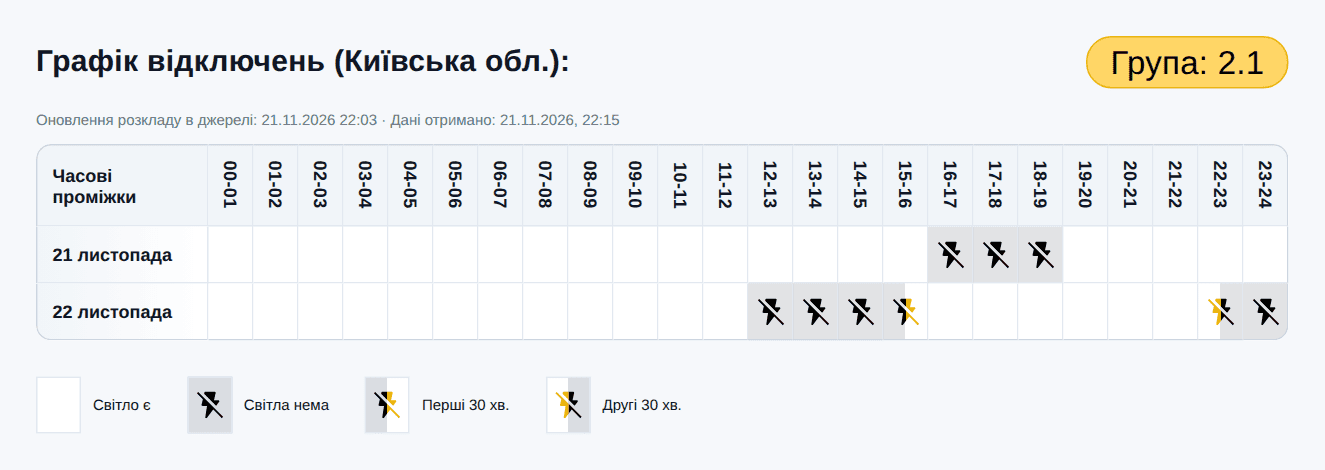 Графік відключень (Київська обл.):
Група: 2.1
Оновлення розкладу в джерелі: 21.11.2026 22:03 · Дані отримано: 21.11.2026, 22:15
Часові
проміжки
00-01
01-02
02-03
03-04
04-05
05-06
06-07
07-08
08-09
09-10
10-11
11-12
12-13
13-14
14-15
15-16
16-17
17-18
18-19
19-20
20-21
21-22
22-23
23-24
21 листопада
22 листопада
Світло є
Світла нема
Перші 30 хв.
Другі 30 хв.